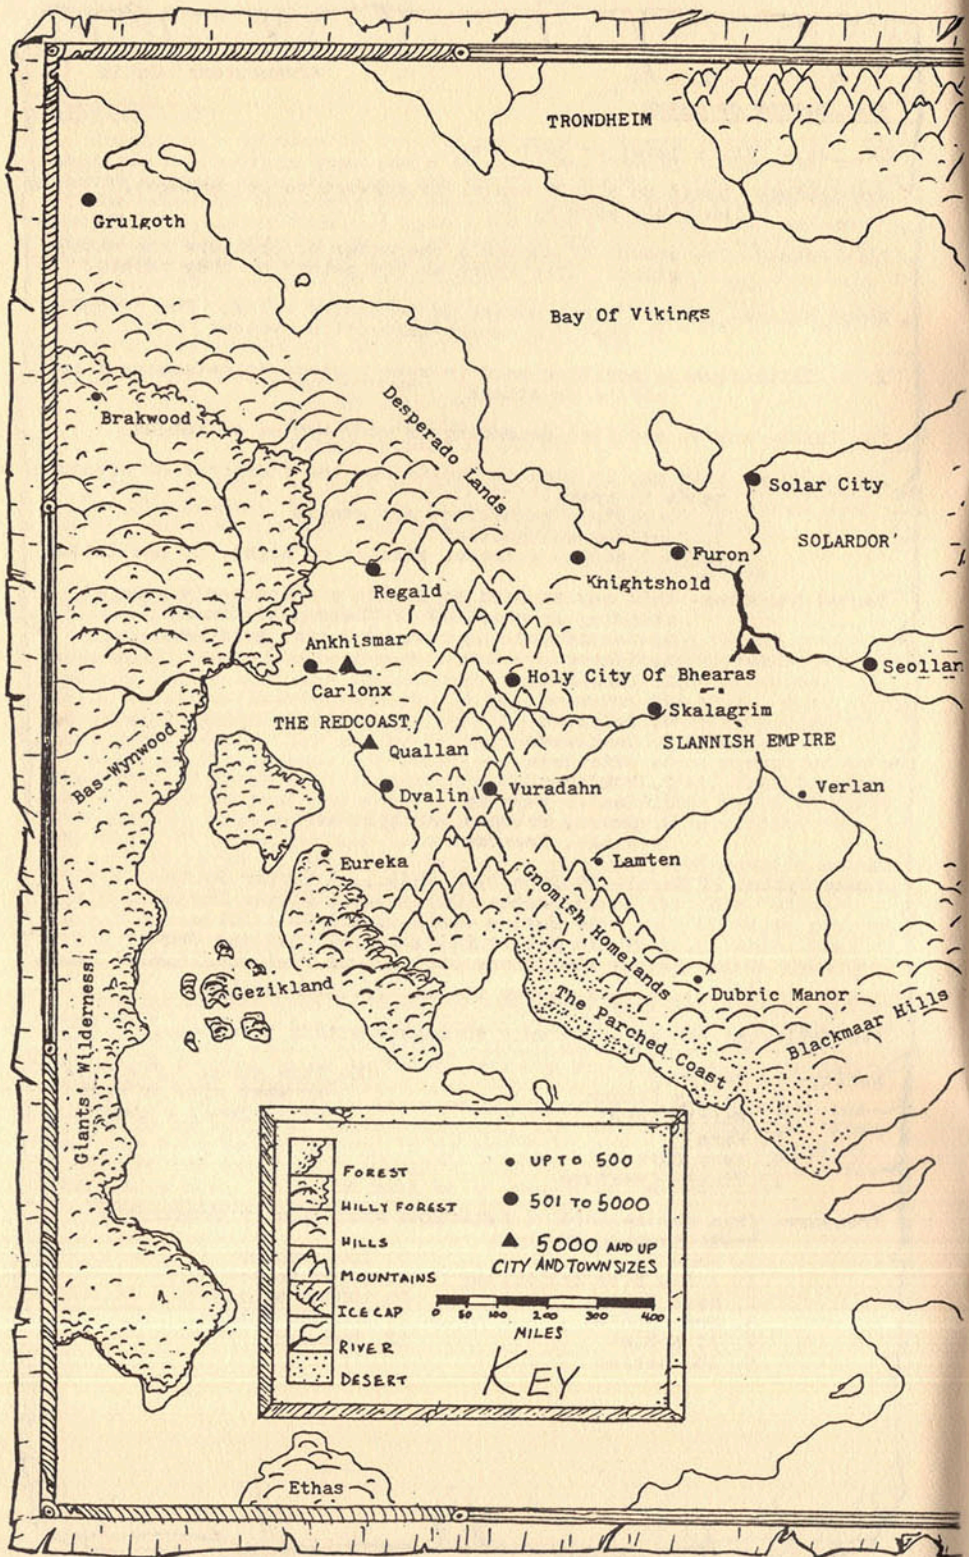 TRONDHEIM
Grulgoth
Bay Of Vikings
Brakwood
Desperado Lands
Solar City
SOLARDOR'
Furon
Knightshold
Regald
Ankhismar
Carlonx
Holy City Of Bhearas
Seollan
Skalagrim
THE REDCOAST
SLANNISH EMPIRE
Bas-Wynwood
Quallan
Dvalin
Vuradahn
Verlan
Eureka
Lamten
Gnomish Homelands
Gezikland
Dubric Manor
The Parched Coast
Blackmaar Hills
Giants' Wilderness
FOREST
HILLY FOREST
HILLS
MOUNTAINS
ICE CAP
RIVER
DESERT
UP TO 500
501 TO 5000
5000 AND UP
CITY AND TOWN SIZES
0 50 100 200 300 400
MILES
KEY
Ethas